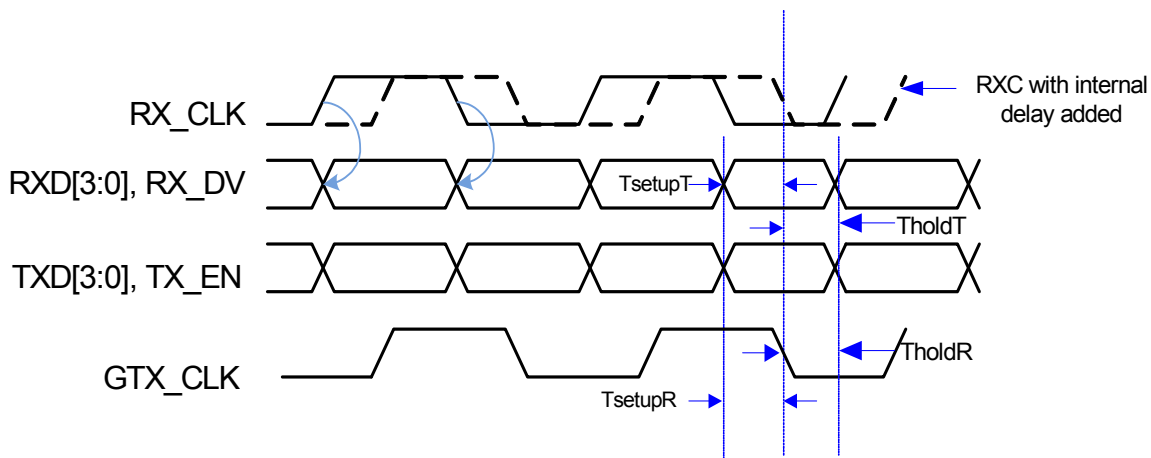 RX_CLK
RXC with internal
delay added
RXD[3:0], RX_DV
TsetupT
TholdT
TXD[3:0], TX_EN
GTX_CLK
TholdR
TsetupR